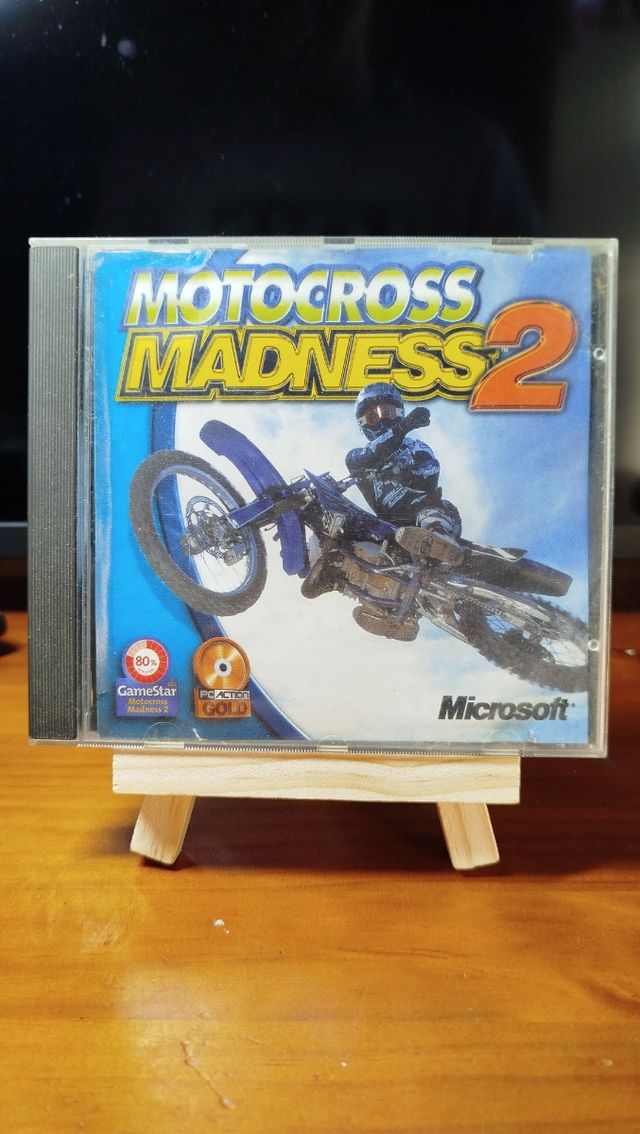 MOTOCROSS
MADNESS 2
80%
GameStar
Motocross
Madness 2
PC ACTION
GOLD
Microsoft